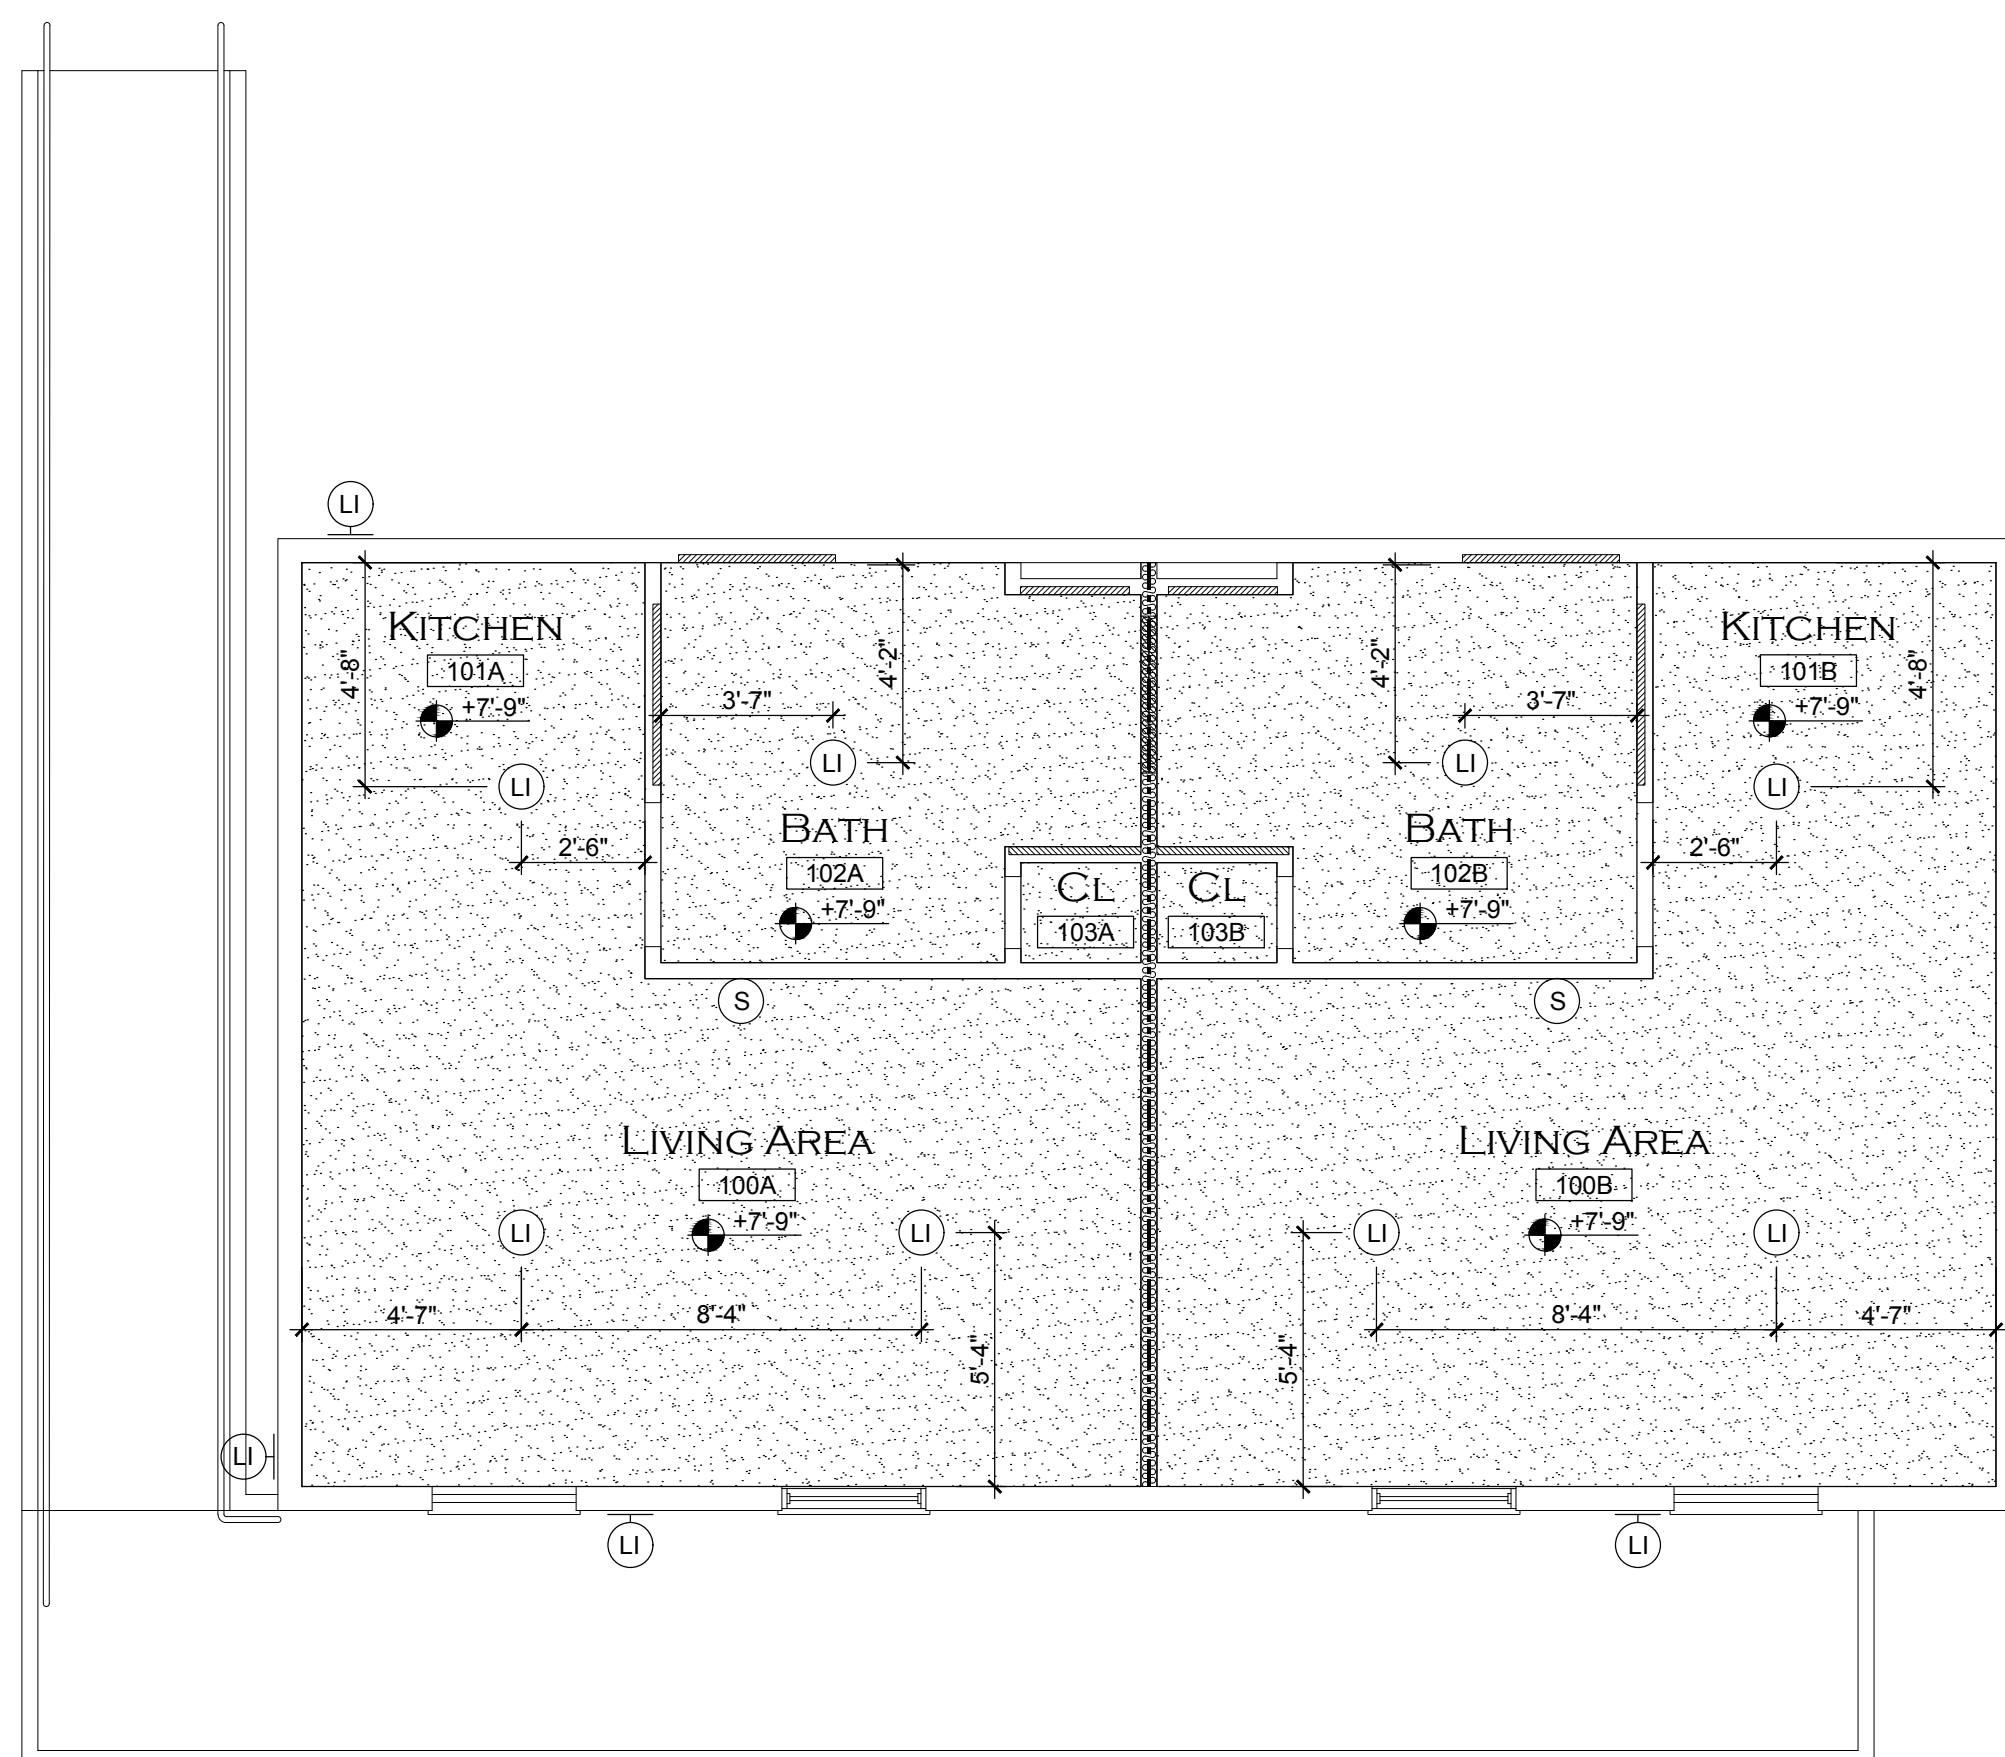 LI
KITCHEN
101A
+7'-9"
4'-8"
LI
2'-6"
3'-7"
4'-2"
LI
BATH
102A
+7'-9"
CL
103A
CL
103B
4'-2"
3'-7"
LI
BATH
102B
+7'-9"
KITCHEN
101B
+7'-9"
4'-8"
LI
2'-6"
S
S
LIVING AREA
100A
+7'-9"
LI
LI
4'-7"
8'-4"
5'-4"
LIVING AREA
100B
+7'-9"
LI
LI
5'-4"
8'-4"
4'-7"
LI
LI
LI